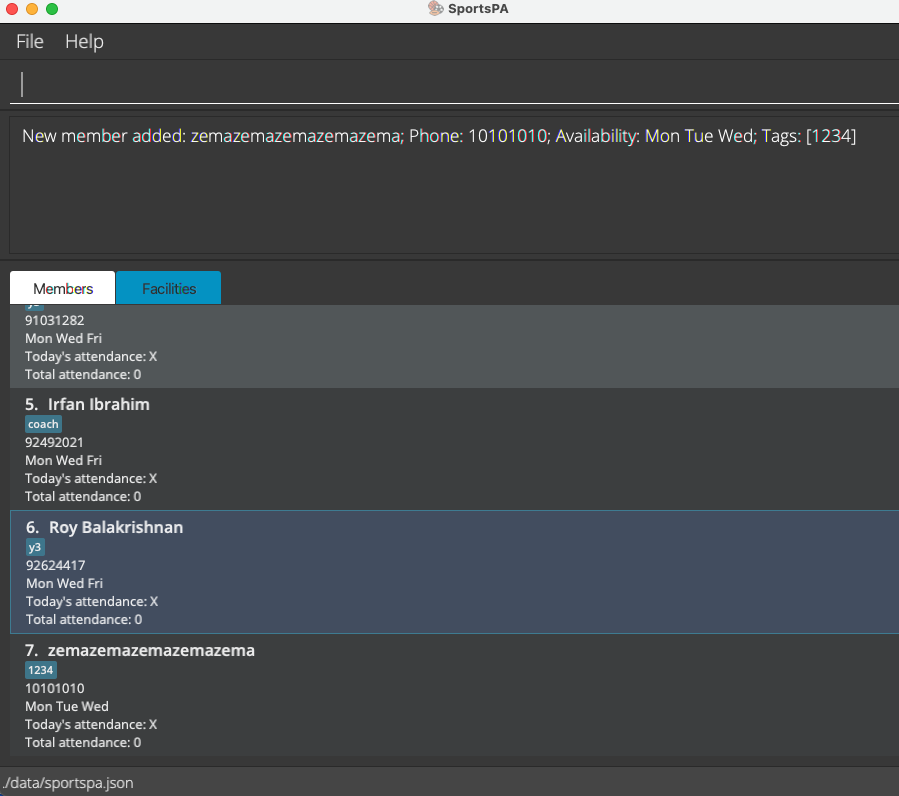 SportsPA
File Help
New member added: zemazemazemazemazema; Phone: 10101010; Availability: Mon Tue Wed; Tags: [1234]
Members Facilities
91031282
Mon Wed Fri
Today's attendance: X
Total attendance: 0
5. Irfan Ibrahim
coach
92492021
Mon Wed Fri
Today's attendance: X
Total attendance: 0
6. Roy Balakrishnan
y3
92624417
Mon Wed Fri
Today's attendance: X
Total attendance: 0
7. zemazemazemazemazema
1234
10101010
Mon Tue Wed
Today's attendance: X
Total attendance: 0
./data/sportspa.json